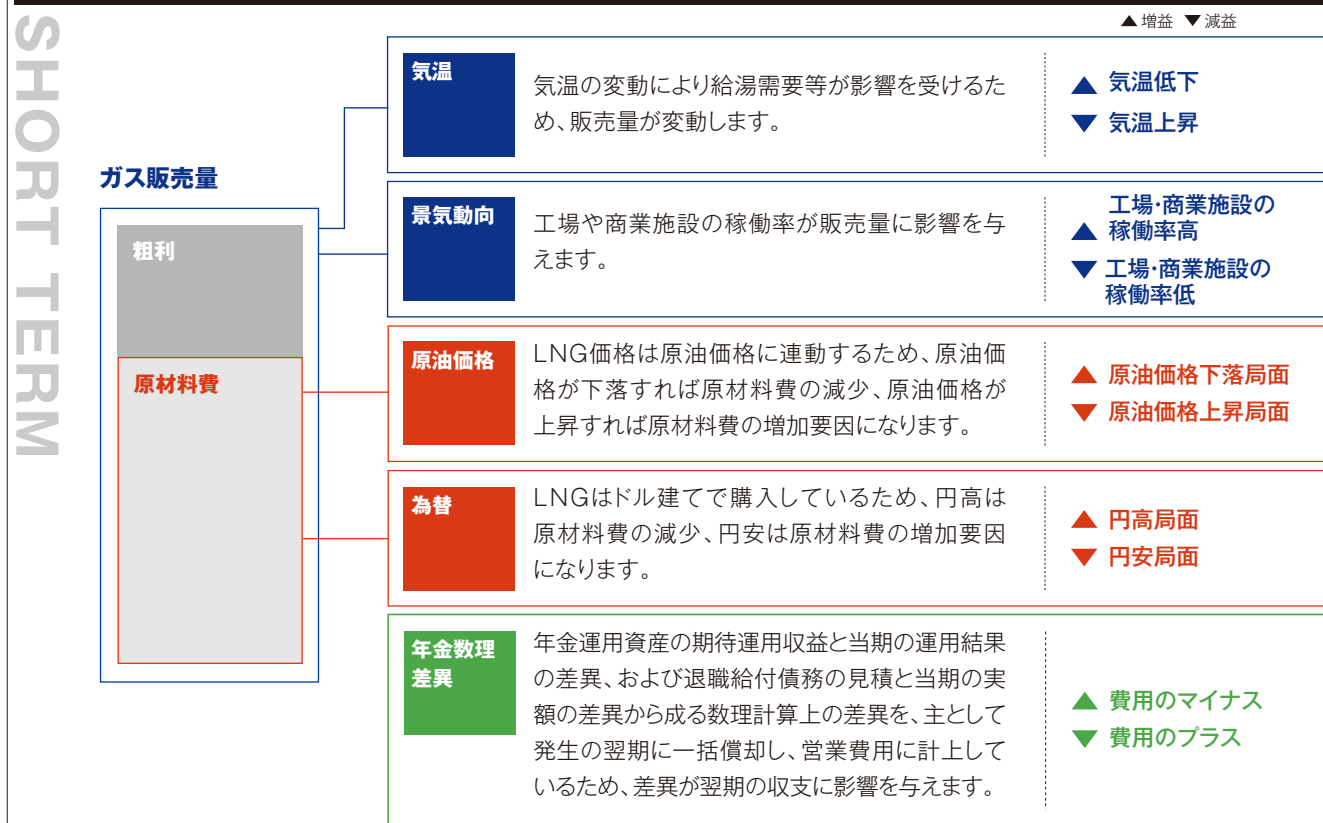 SHORT TERM
▲増益 ▼減益
ガス販売量
粗利
原材料費
気温
気温の変動により給湯需要等が影響を受けるた
め、販売量が変動します。
▲ 気温低下
▼ 気温上昇
景気動向
工場や商業施設の稼働率が販売量に影響を与
えます。
工場・商業施設の
▲ 稼働率高
▼ 工場・商業施設の
稼働率低
原油価格
LNG価格は原油価格に連動するため、原油価
格が下落すれば原材料費の減少、原油価格が
上昇すれば原材料費の増加要因になります。
▲ 原油価格下落局面
▼ 原油価格上昇局面
為替
LNGはドル建てで購入しているため、円高は
原材料費の減少、円安は原材料費の増加要因
になります。
▲ 円高局面
▼ 円安局面
年金数理
差異
年金運用資産の期待運用収益と当期の運用結果
の差異、および退職給付債務の見積と当期の実
額の差異から成る数理計算上の差異を、主として
発生の翌期に一括償却し、営業費用に計上して
いるため、差異が翌期の収支に影響を与えます。
▲ 費用のマイナス
▼ 費用のプラス